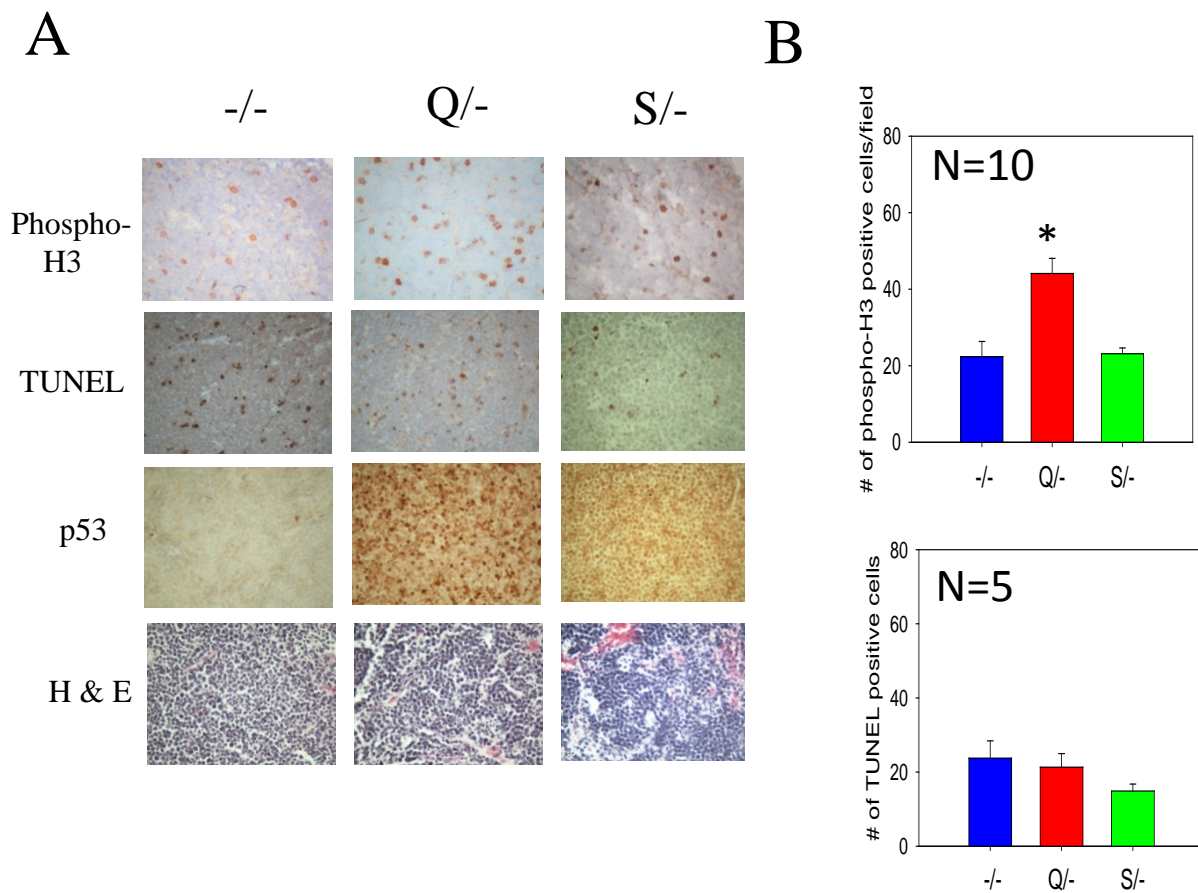 A
-/-
Q/-
S/-
Phospho-
H3
TUNEL
p53
H & E
B
# of phospho-H3 positive cells/field
80
60
40
20
0
N=10
*
-/-
Q/-
S/-
# of TUNEL positive cells
80
60
40
20
0
N=5
-/-
Q/-
S/-